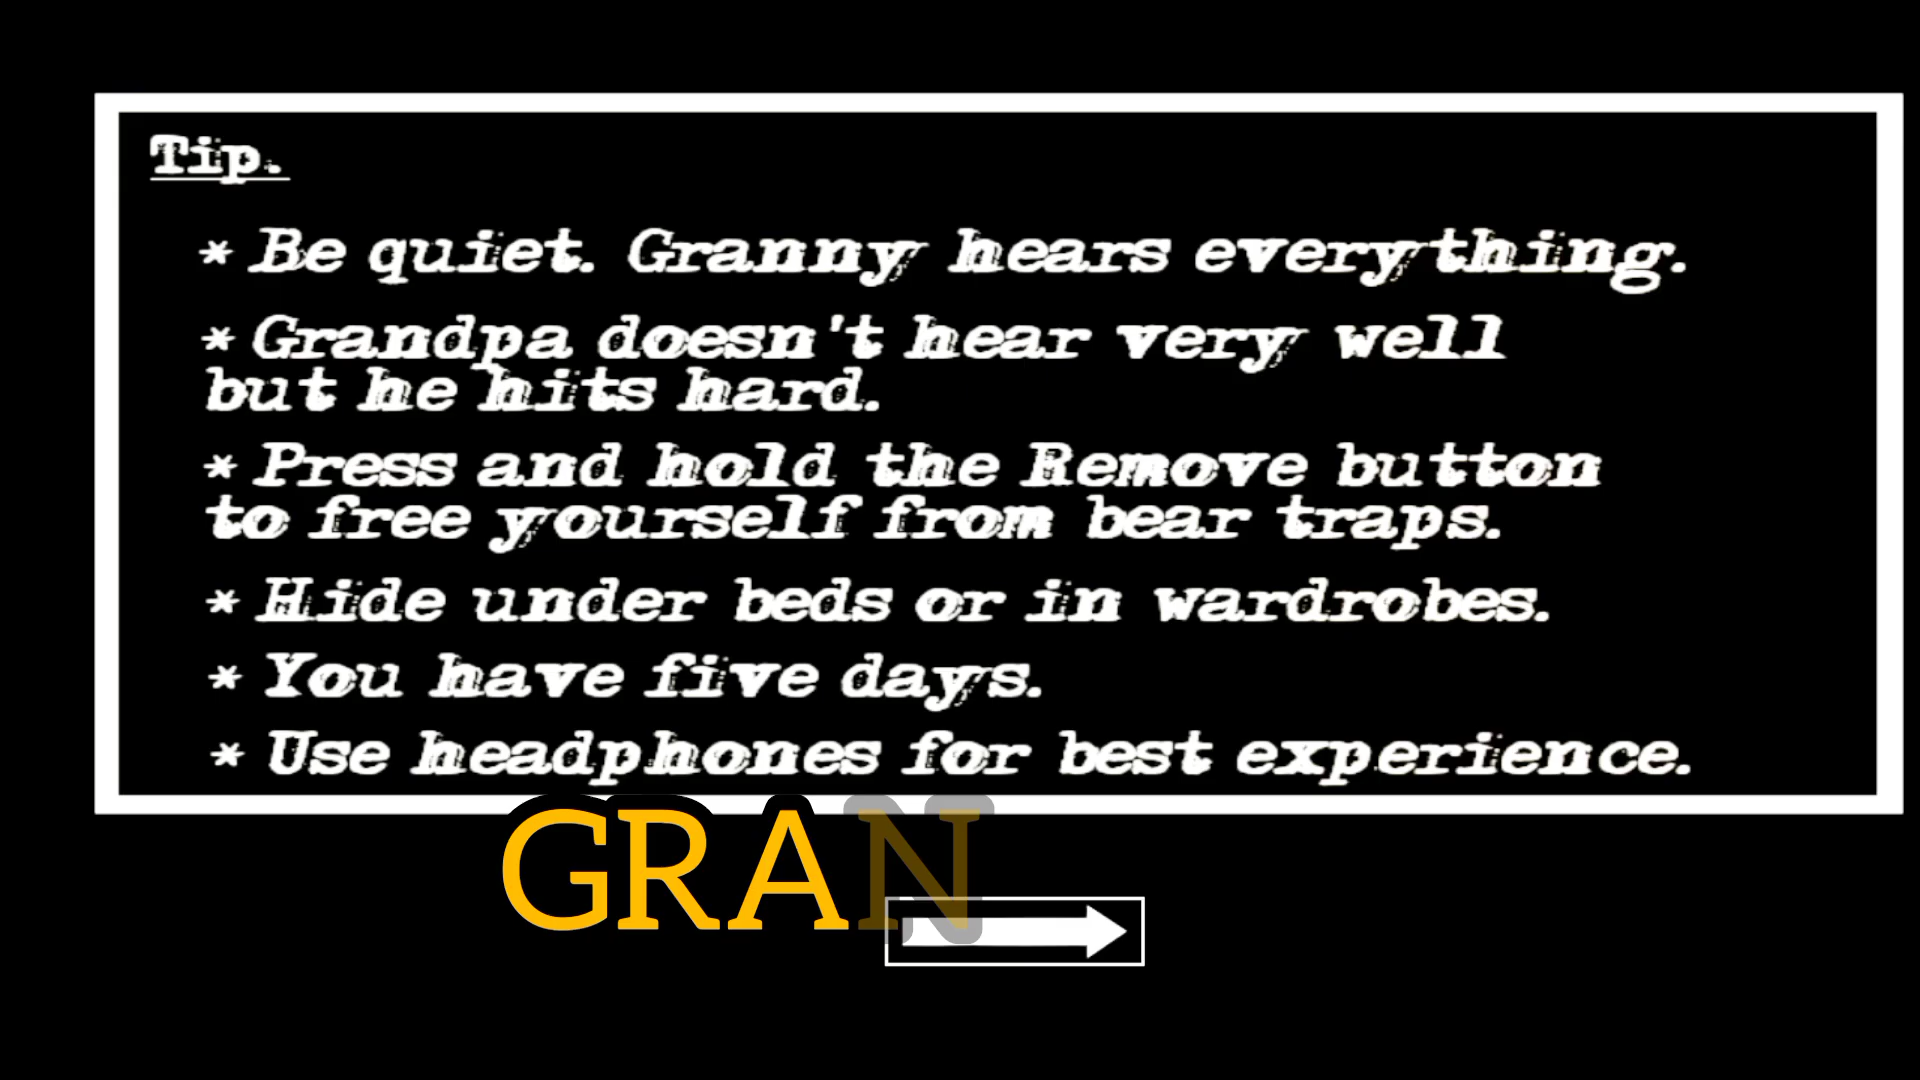 Tip.
* Be quiet. Granny hears everything.
* Grandpa doesn't hear very well
but he hits hard.
* Press and hold the Remove button
to free yourself from bear traps.
* Hide under beds or in wardrobes.
* You have five days.
* Use headphones for best experience.
GRAN